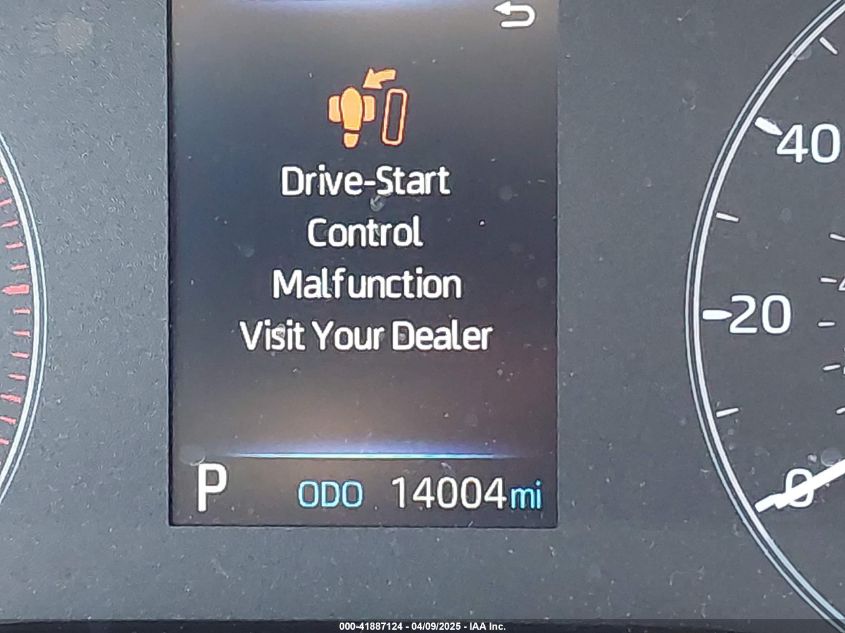 40
Drive-Start
Control
Malfunction
Visit Your Dealer
20
P ODO 14004 mi
0
000-41887124 - 04/09/2025 - IAA Inc.